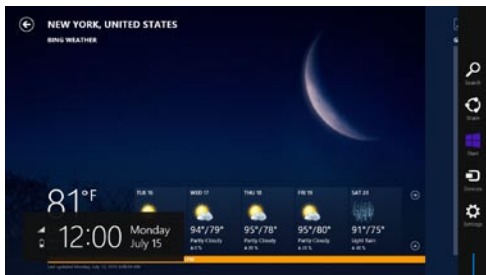 NEW YORK, UNITED STATES
BING WEATHER
81°F
TUE 16
WED 17
THU 18
FRI 19
SAT 20
94°/79°
95°/78°
95°/80°
91°/75°
Partly Cloudy
Partly Cloudy
Partly Cloudy
Light Rain
12:00
Monday
July 15
Search
Share
Start
Devices
Settings